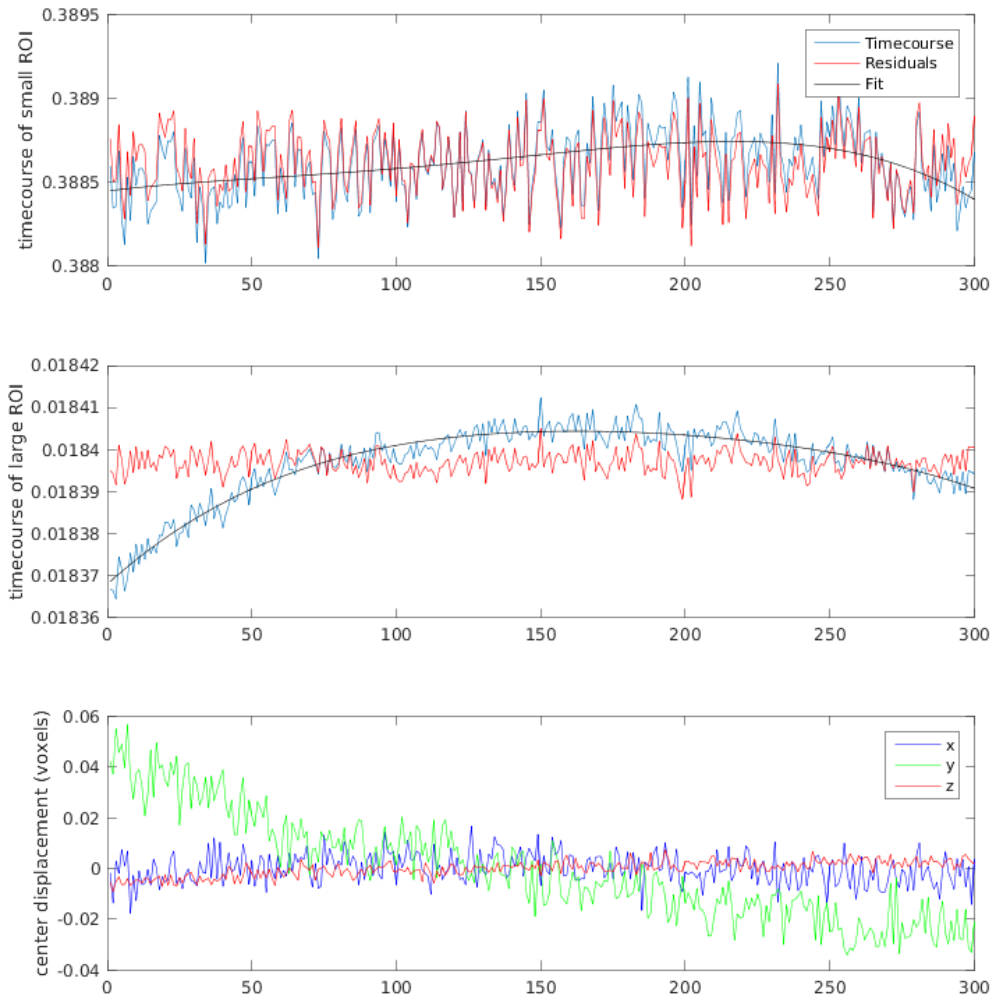 timecourse of small ROI
0.3895
0.389
0.3885
0.388
Timecourse
Residuals
Fit
0 50 100 150 200 250 300
timecourse of large ROI
0.01842
0.01841
0.0184
0.01839
0.01838
0.01837
0.01836
0 50 100 150 200 250 300
center displacement (voxels)
0.06
0.04
0.02
0
-0.02
-0.04
x
y
z
0 50 100 150 200 250 300